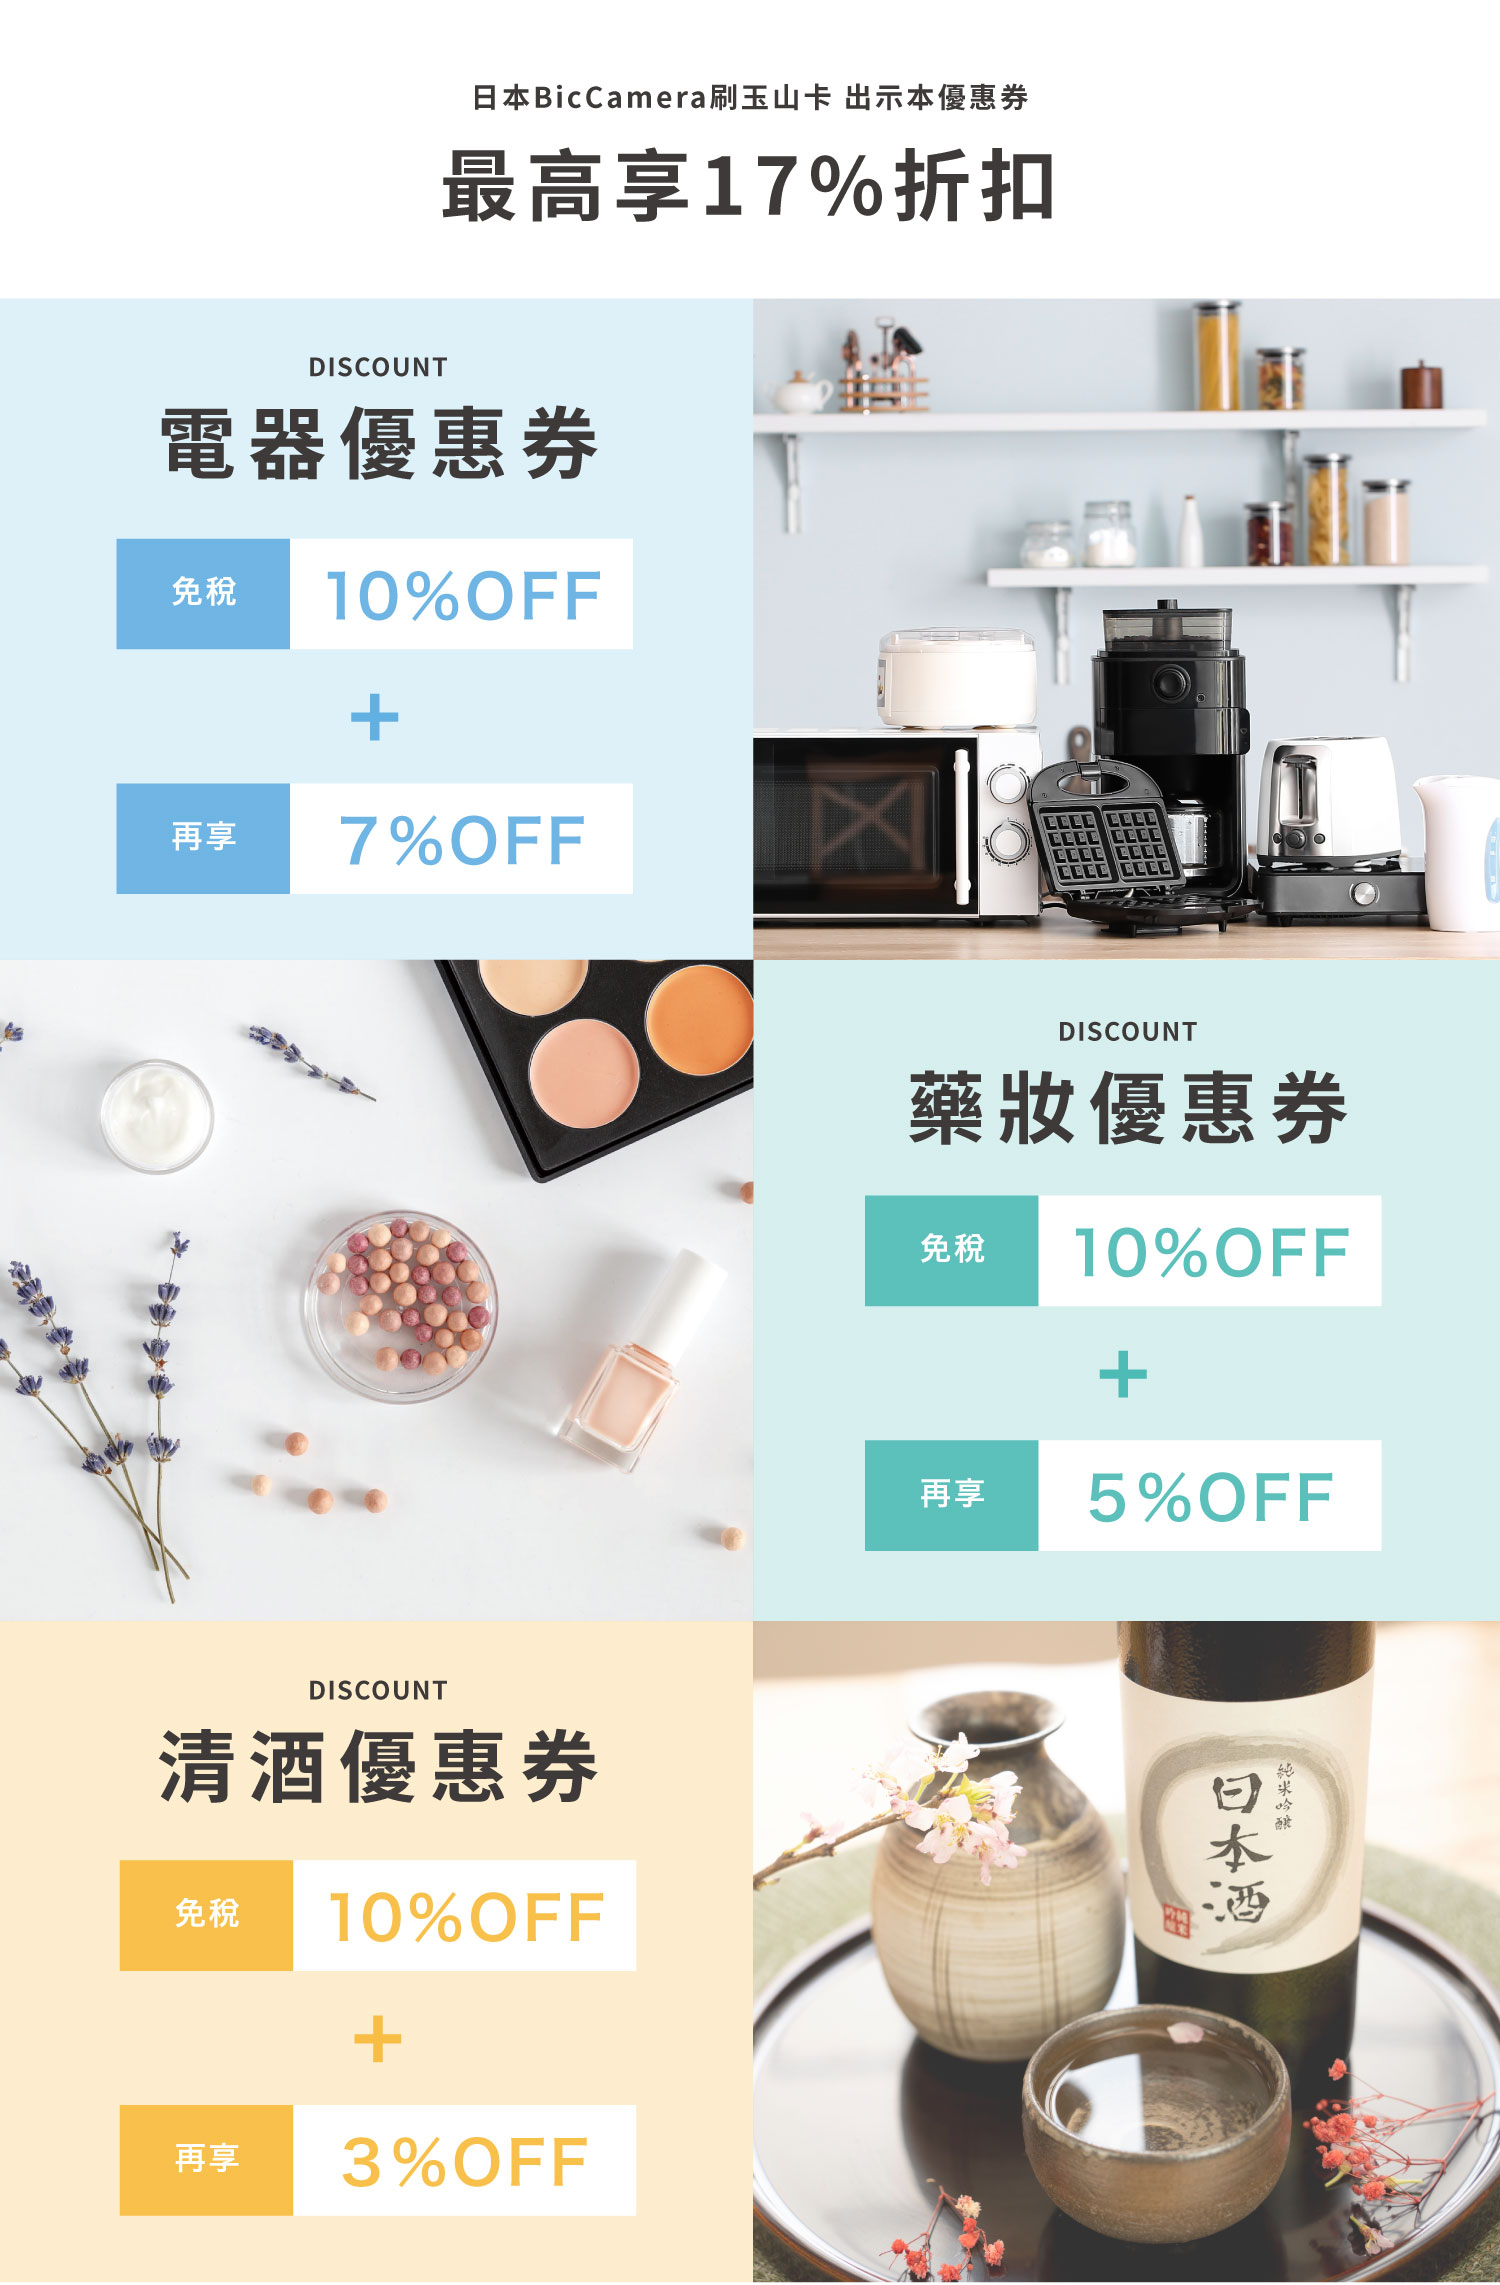 日本BicCamera刷玉山卡 出示本優惠券
最高享17%折扣
DISCOUNT
電器優惠券
免稅 10%OFF
+
再享 7%OFF
DISCOUNT
藥妝優惠券
免稅 10%OFF
+
再享 5%OFF
DISCOUNT
清酒優惠券
免稅 10%OFF
+
再享 3%OFF
純米吟醸
日本酒